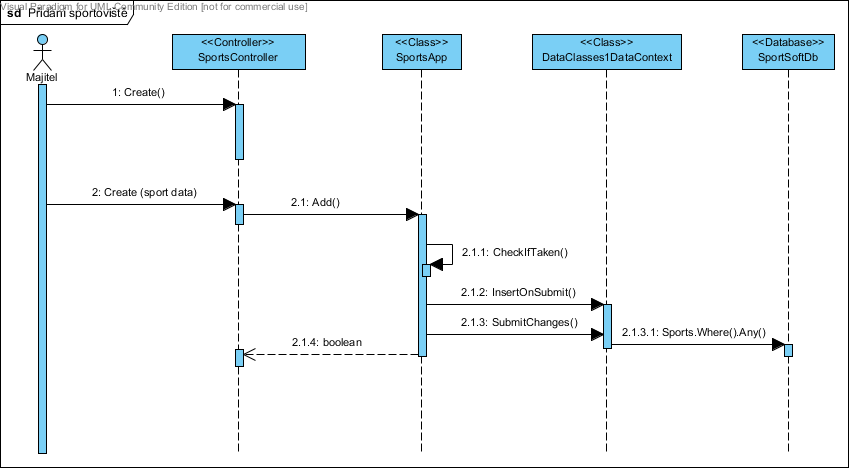 Visual Paradigm for UML Community Edition [not for commercial use]
sd Přidání sportoviště
Majitel
<<Controller>>
SportsController
<<Class>>
SportsApp
<<Class>>
DataClasses1DataContext
<<Database>>
SportSoftDb
1: Create()
2: Create (sport data)
2.1: Add()
2.1.1: CheckIfTaken()
2.1.2: InsertOnSubmit()
2.1.3: SubmitChanges()
2.1.3.1: Sports.Where().Any()
2.1.4: boolean